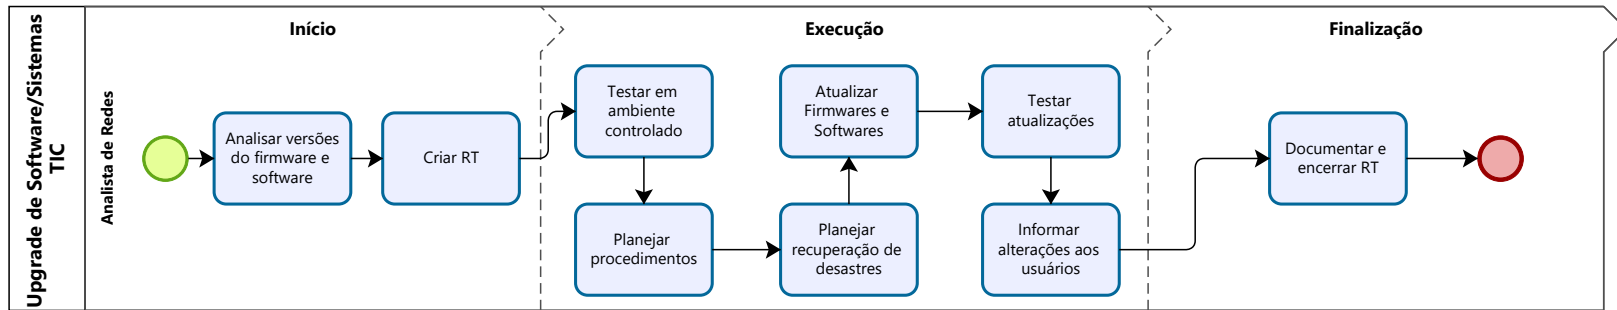 Upgrade de Software/Sistemas
TIC
Analista de Redes
Início
Execução
Finalização
Analisar versões
do firmware e
software
Criar RT
Testar em
ambiente
controlado
Planejar
procedimentos
Planejar
recuperação de
desastres
Atualizar
Firmwares e
Softwares
Testar
atualizações
Informar
alterações aos
usuários
Documentar e
encerrar RT